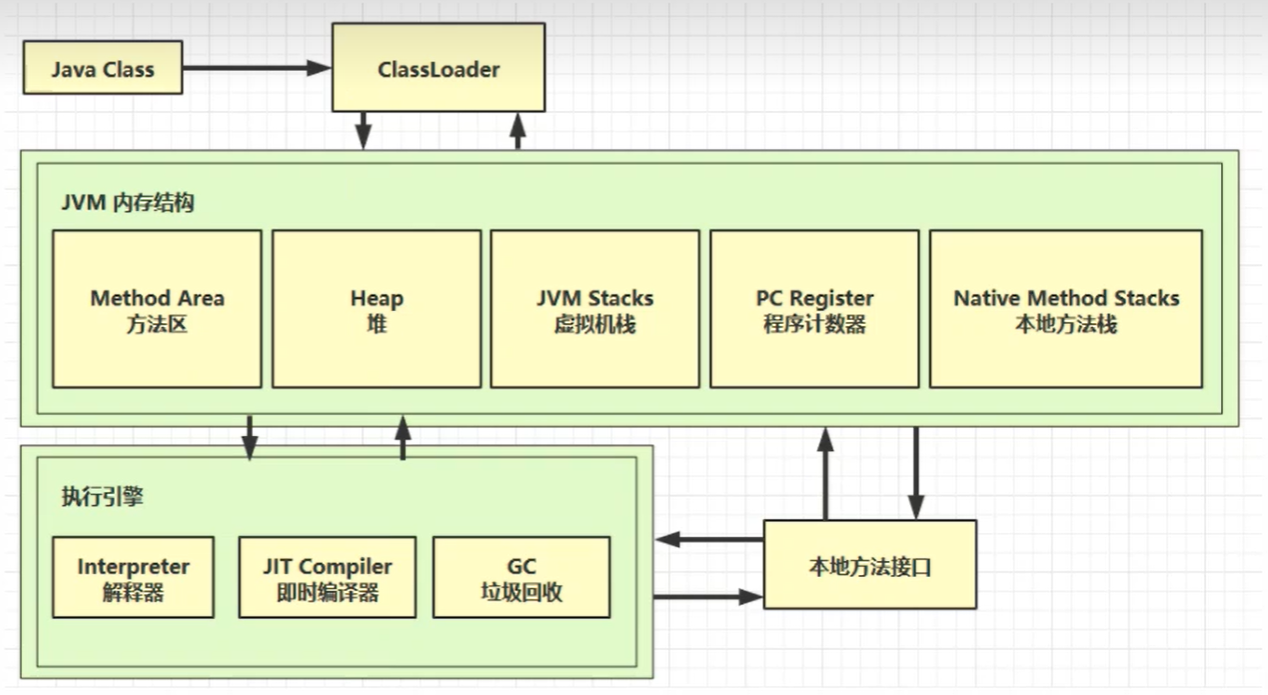 Java Class
ClassLoader
JVM 内存结构
Method Area
方法区
Heap
堆
JVM Stacks
虚拟机栈
PC Register
程序计数器
Native Method Stacks
本地方法栈
执行引擎
Interpreter
解释器
JIT Compiler
即时编译器
GC
垃圾回收
本地方法接口